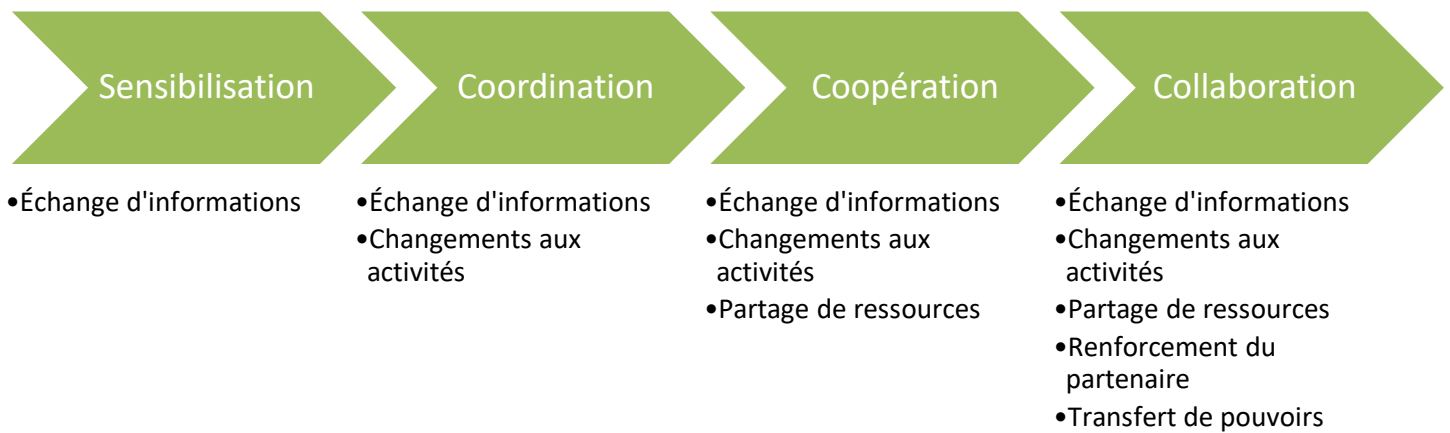 Sensibilisation
•Échange d'informations
Coordination
•Échange d'informations
•Changements aux
activités
Coopération
•Échange d'informations
•Changements aux
activités
•Partage de ressources
Collaboration
•Échange d'informations
•Changements aux
activités
•Partage de ressources
•Renforcement du
partenaire
•Transfert de pouvoirs